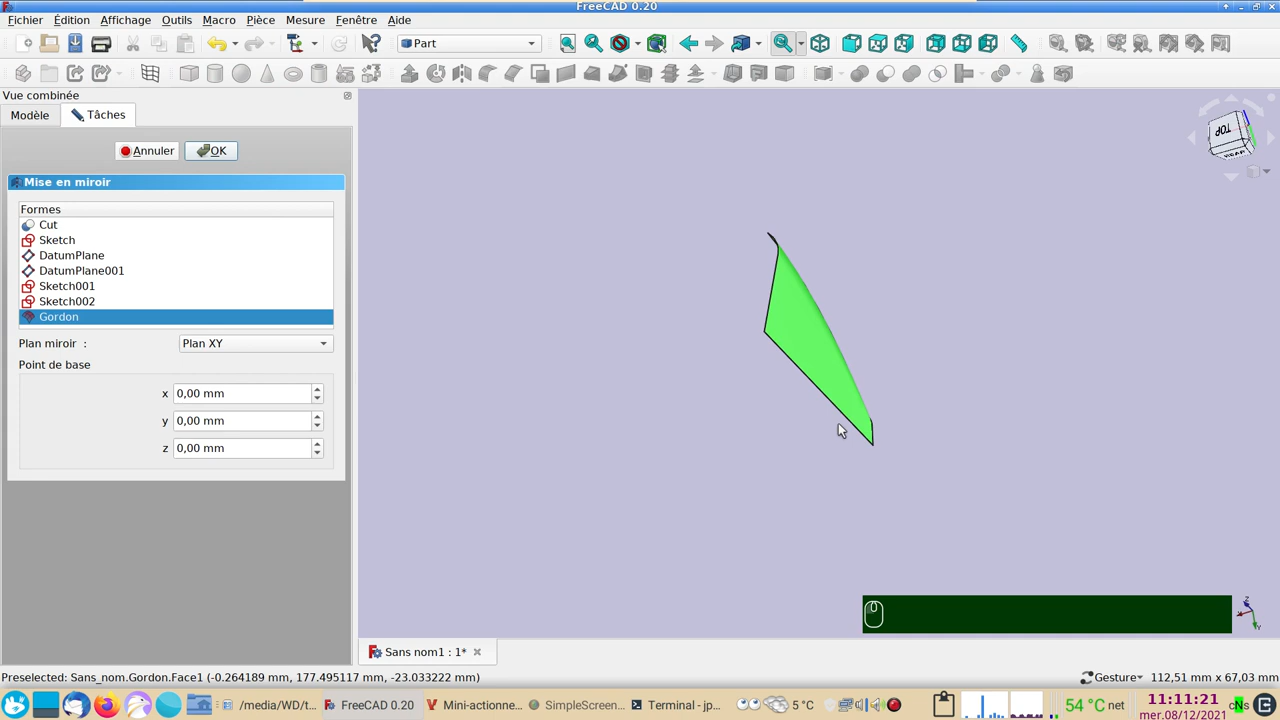 FreeCAD 0.20
Fichier Édition Affichage Outils Macro Pièce Mesure Fenêtre Aide
Part
Vue combinée
Modèle Tâches
Annuler OK
Mise en miroir
Formes
Cut
Sketch
DatumPlane
DatumPlane001
Sketch001
Sketch002
Gordon
Plan miroir : Plan XY
Point de base
x 0,00 mm
y 0,00 mm
z 0,00 mm
TOP
REAR
Z
X
Y
Sans nom1 : 1*
Preselected: Sans_nom.Gordon.Face1 (-0.264189 mm, 177.495117 mm, -23.033222 mm) Gesture 112,51 mm x 67,03 mm
/media/WD/t... FreeCAD 0.20 Mini-actionne... SimpleScreen... Terminal - jp... 5 °C 54 °C net 11:11:21
mer.08/12/2021
cNs